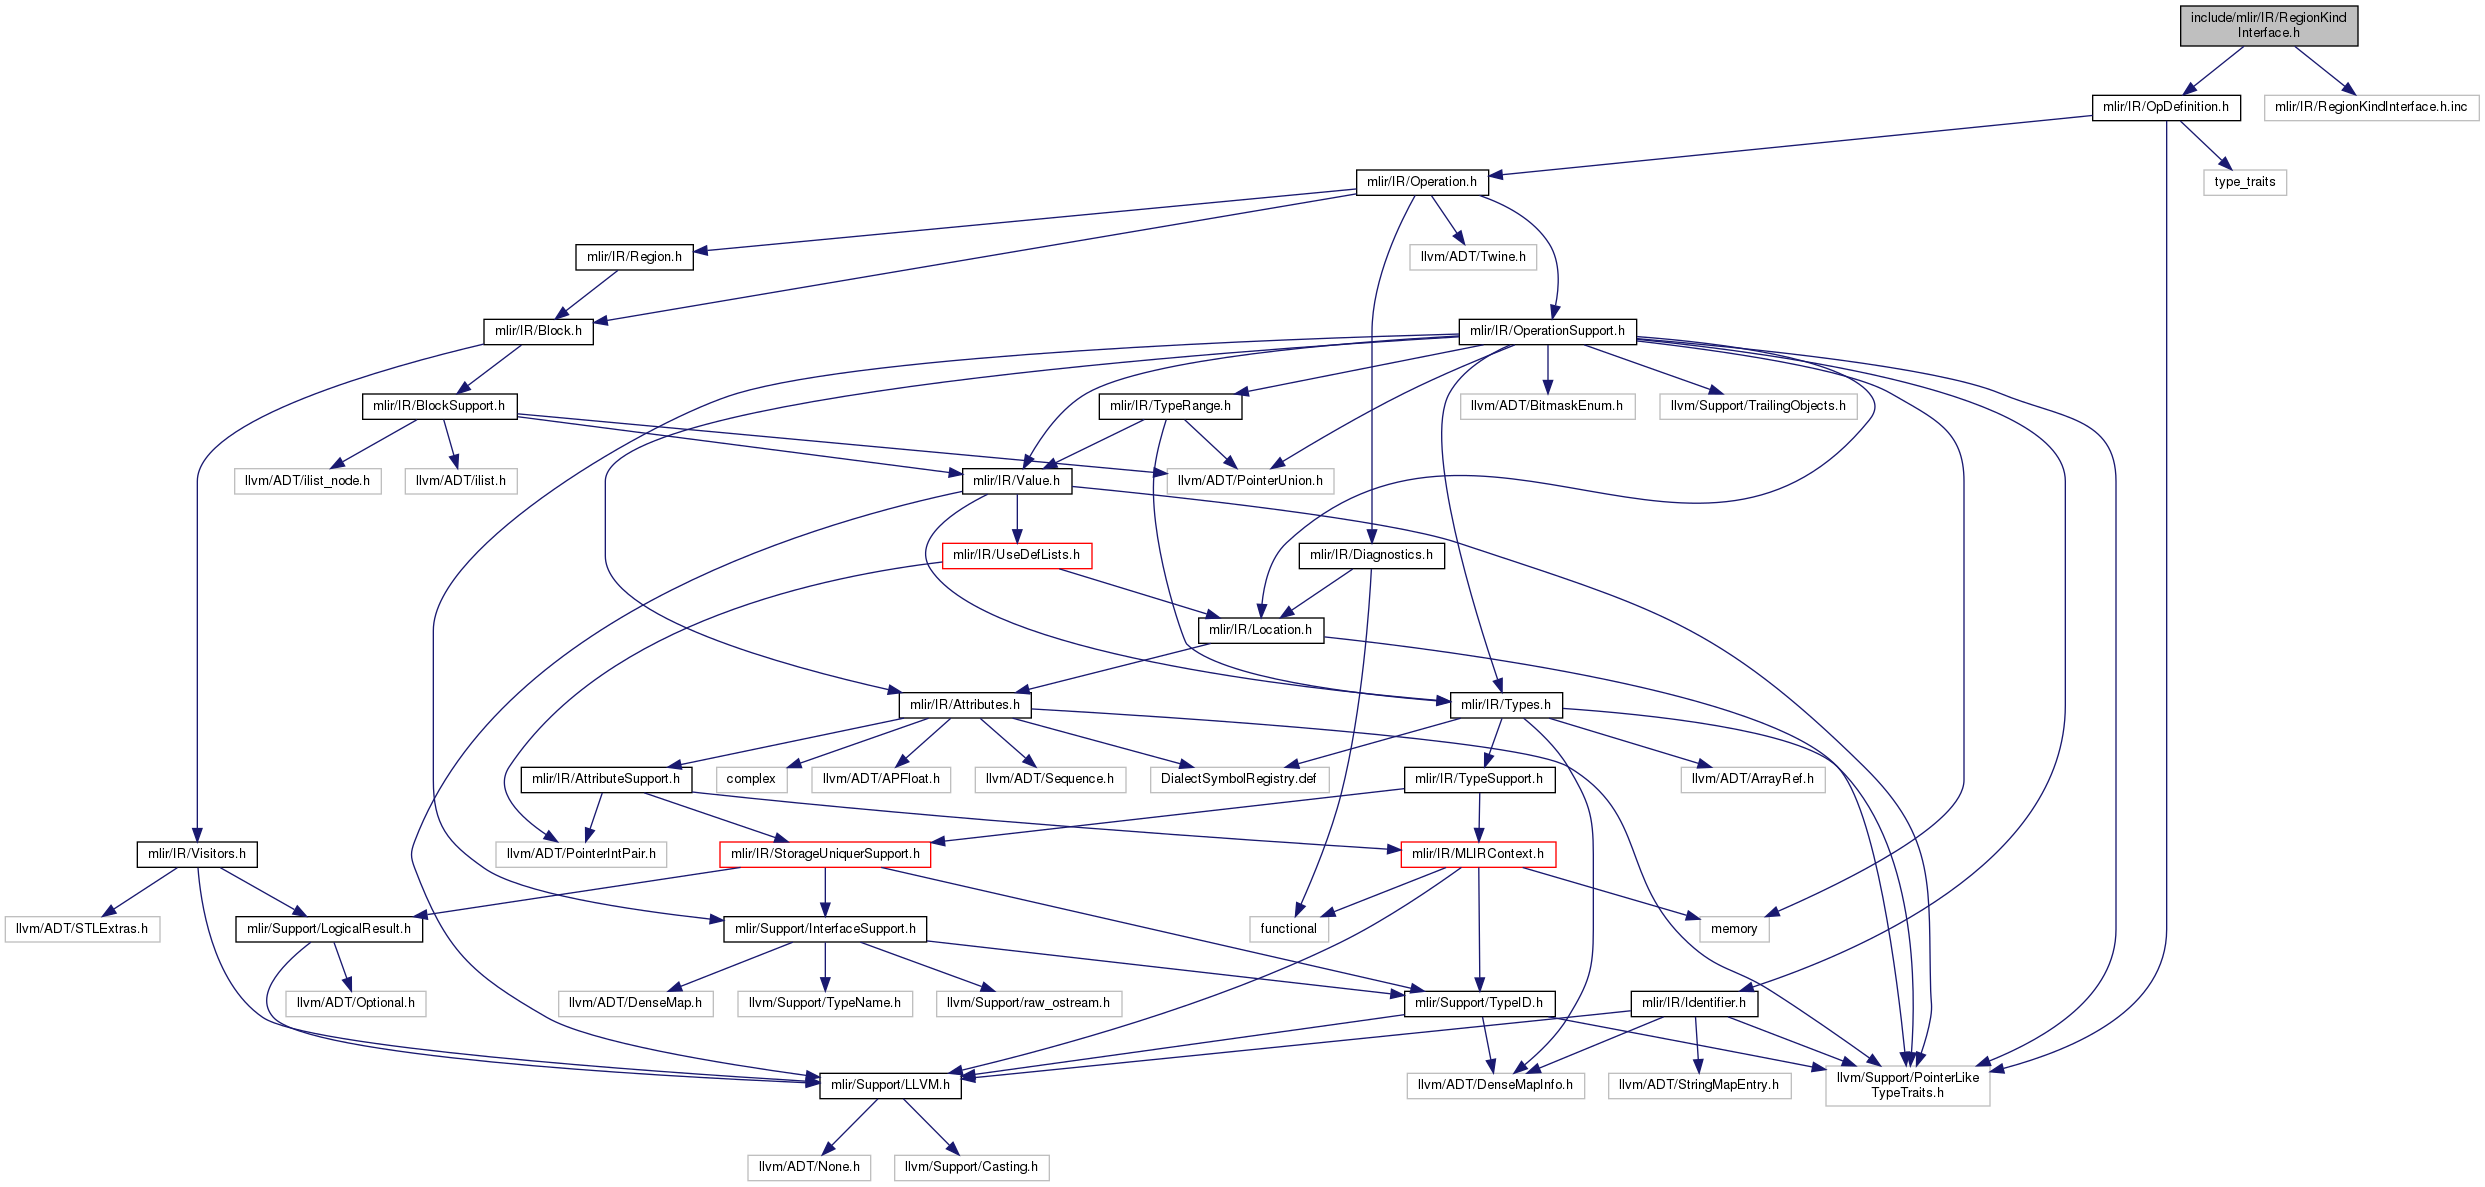 include/mlir/IR/RegionKind
Interface.h
mlir/IR/OpDefinition.h
mlir/IR/RegionKindInterface.h.inc
mlir/IR/Operation.h
type_traits
mlir/IR/Region.h
llvm/ADT/Twine.h
mlir/IR/Block.h
mlir/IR/OperationSupport.h
mlir/IR/BlockSupport.h
mlir/IR/TypeRange.h
llvm/ADT/BitmaskEnum.h
llvm/Support/TrailingObjects.h
llvm/ADT/ilist_node.h
llvm/ADT/ilist.h
mlir/IR/Value.h
llvm/ADT/PointerUnion.h
mlir/IR/UseDefLists.h
mlir/IR/Diagnostics.h
mlir/IR/Location.h
mlir/IR/Attributes.h
mlir/IR/Types.h
mlir/IR/AttributeSupport.h
complex
llvm/ADT/APFloat.h
llvm/ADT/Sequence.h
DialectSymbolRegistry.def
mlir/IR/TypeSupport.h
llvm/ADT/ArrayRef.h
mlir/IR/Visitors.h
llvm/ADT/PointerIntPair.h
mlir/IR/StorageUniquerSupport.h
mlir/IR/MLIRContext.h
llvm/ADT/STLExtras.h
mlir/Support/LogicalResult.h
mlir/Support/InterfaceSupport.h
functional
memory
llvm/ADT/Optional.h
llvm/ADT/DenseMap.h
llvm/Support/TypeName.h
llvm/Support/raw_ostream.h
mlir/Support/TypeID.h
mlir/IR/Identifier.h
mlir/Support/LLVM.h
llvm/ADT/DenseMapInfo.h
llvm/ADT/StringMapEntry.h
llvm/Support/PointerLike
TypeTraits.h
llvm/ADT/None.h
llvm/Support/Casting.h